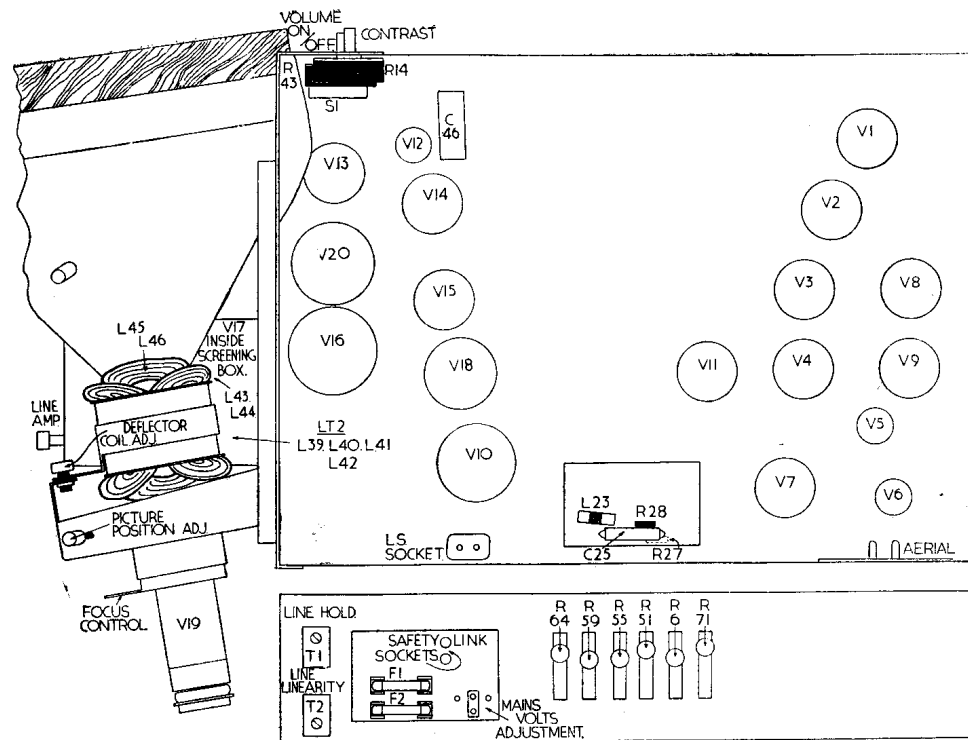 VOLUME
ON
OFF
CONTRAST
R
43
R14
S1
C
46
V12
V13
V14
V1
V2
V20
V15
V3
V8
L45
L46
V17
INSIDE
SCREENING
BOX.
V16
V18
V11
V4
V9
L43.
L44
LINE
AMP.
DEFLECTOR
COIL ADJ.
LT2
L39. L40. L41
L42
V5
V10
V7
V6
L23
R28
C25
R27
PICTURE
POSITION ADJ.
L.S.
SOCKET
AERIAL
FOCUS
CONTROL.
V19
LINE HOLD.
T1
LINE
LINEARITY
T2
SAFETY LINK
SOCKETS
F1
F2
MAINS
VOLTS
ADJUSTMENT.
R
64
R
59
R
55
R
51
R
6
R
71